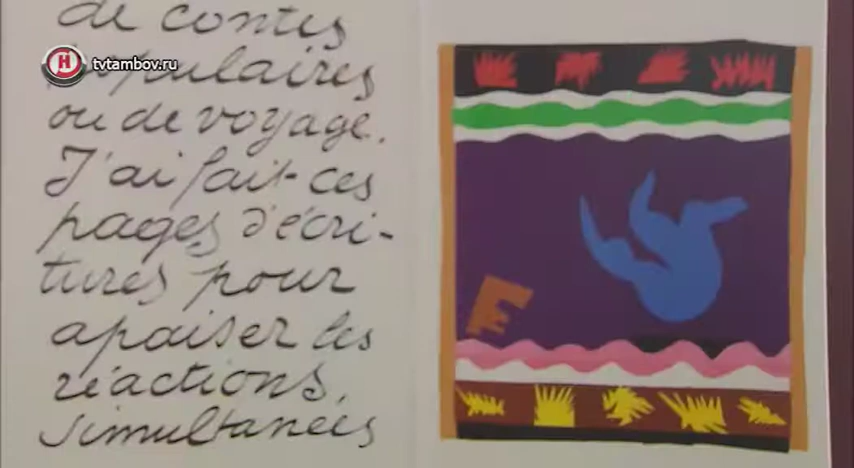 de contes
populaires
ou de voyage.
J'ai fait ces
pages d'écri-
tures pour
apaiser les
réactions,
simultanées
H tvtambov.ru